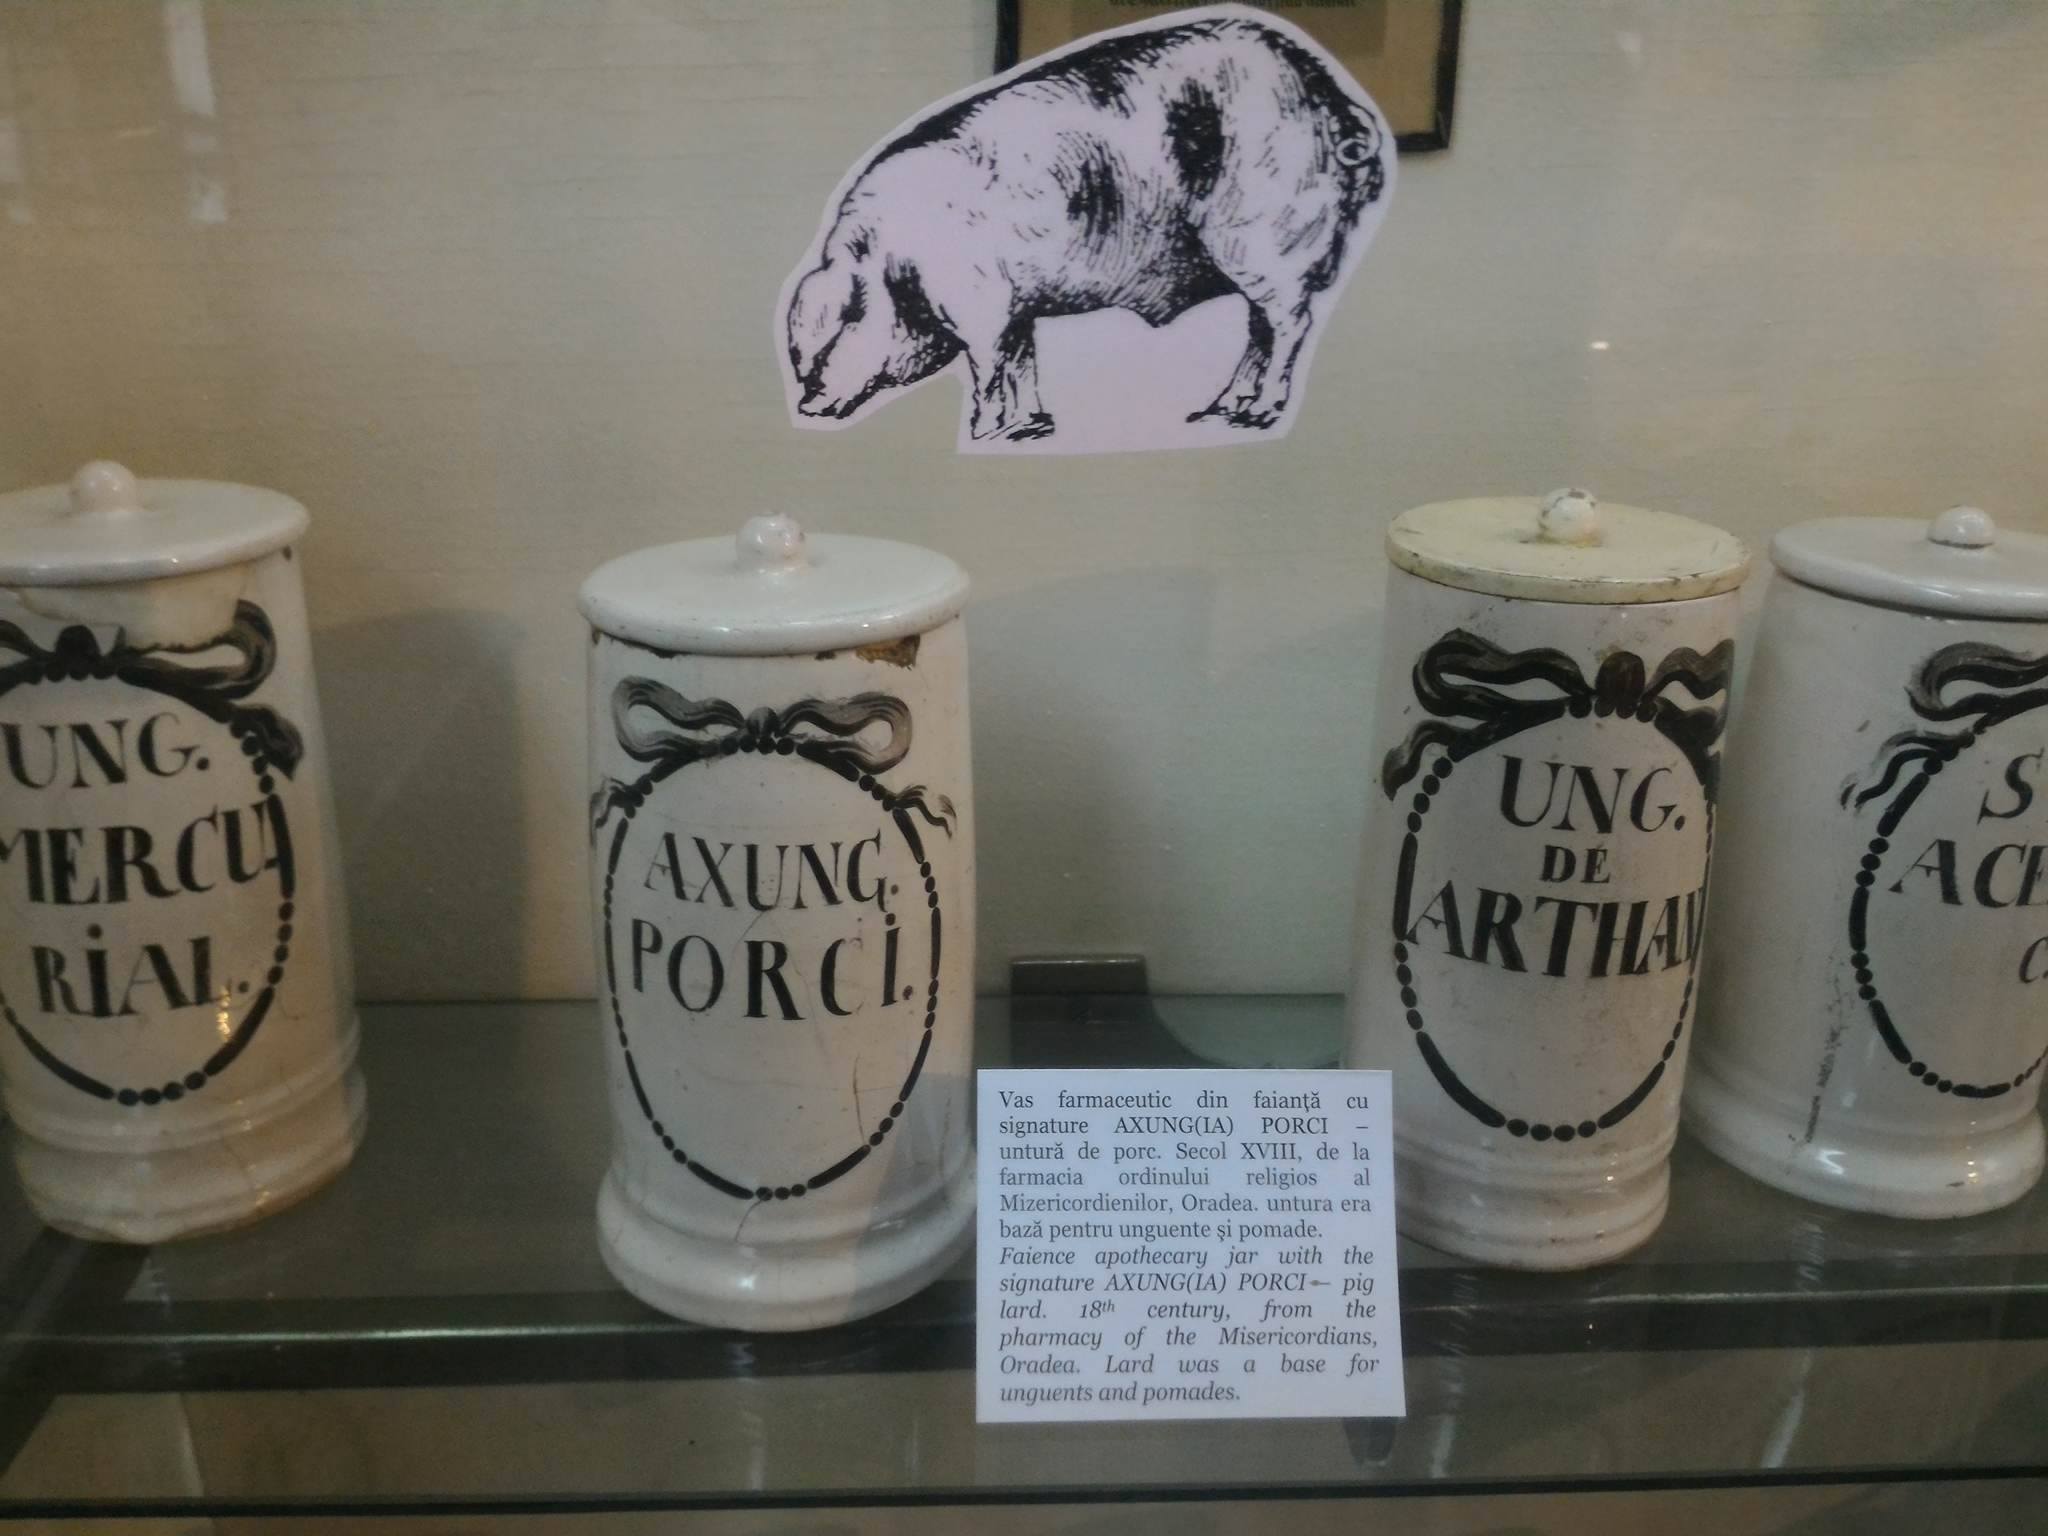 UNG.
MERCU
RIAL.
AXUNG.
PORCI.
UNG.
DE
ARTHAN
Vas farmaceutic din faianţă cu
signature AXUNG(IA) PORCI –
untură de porc. Secol XVIII, de la
farmacia ordinului religios al
Mizericordienilor, Oradea. untura era
bază pentru unguente şi pomade.
Faience apothecary jar with the
signature AXUNG(IA) PORCI – pig
lard. 18th century, from the
pharmacy of the Misericordians,
Oradea. Lard was a base for
unguents and pomades.